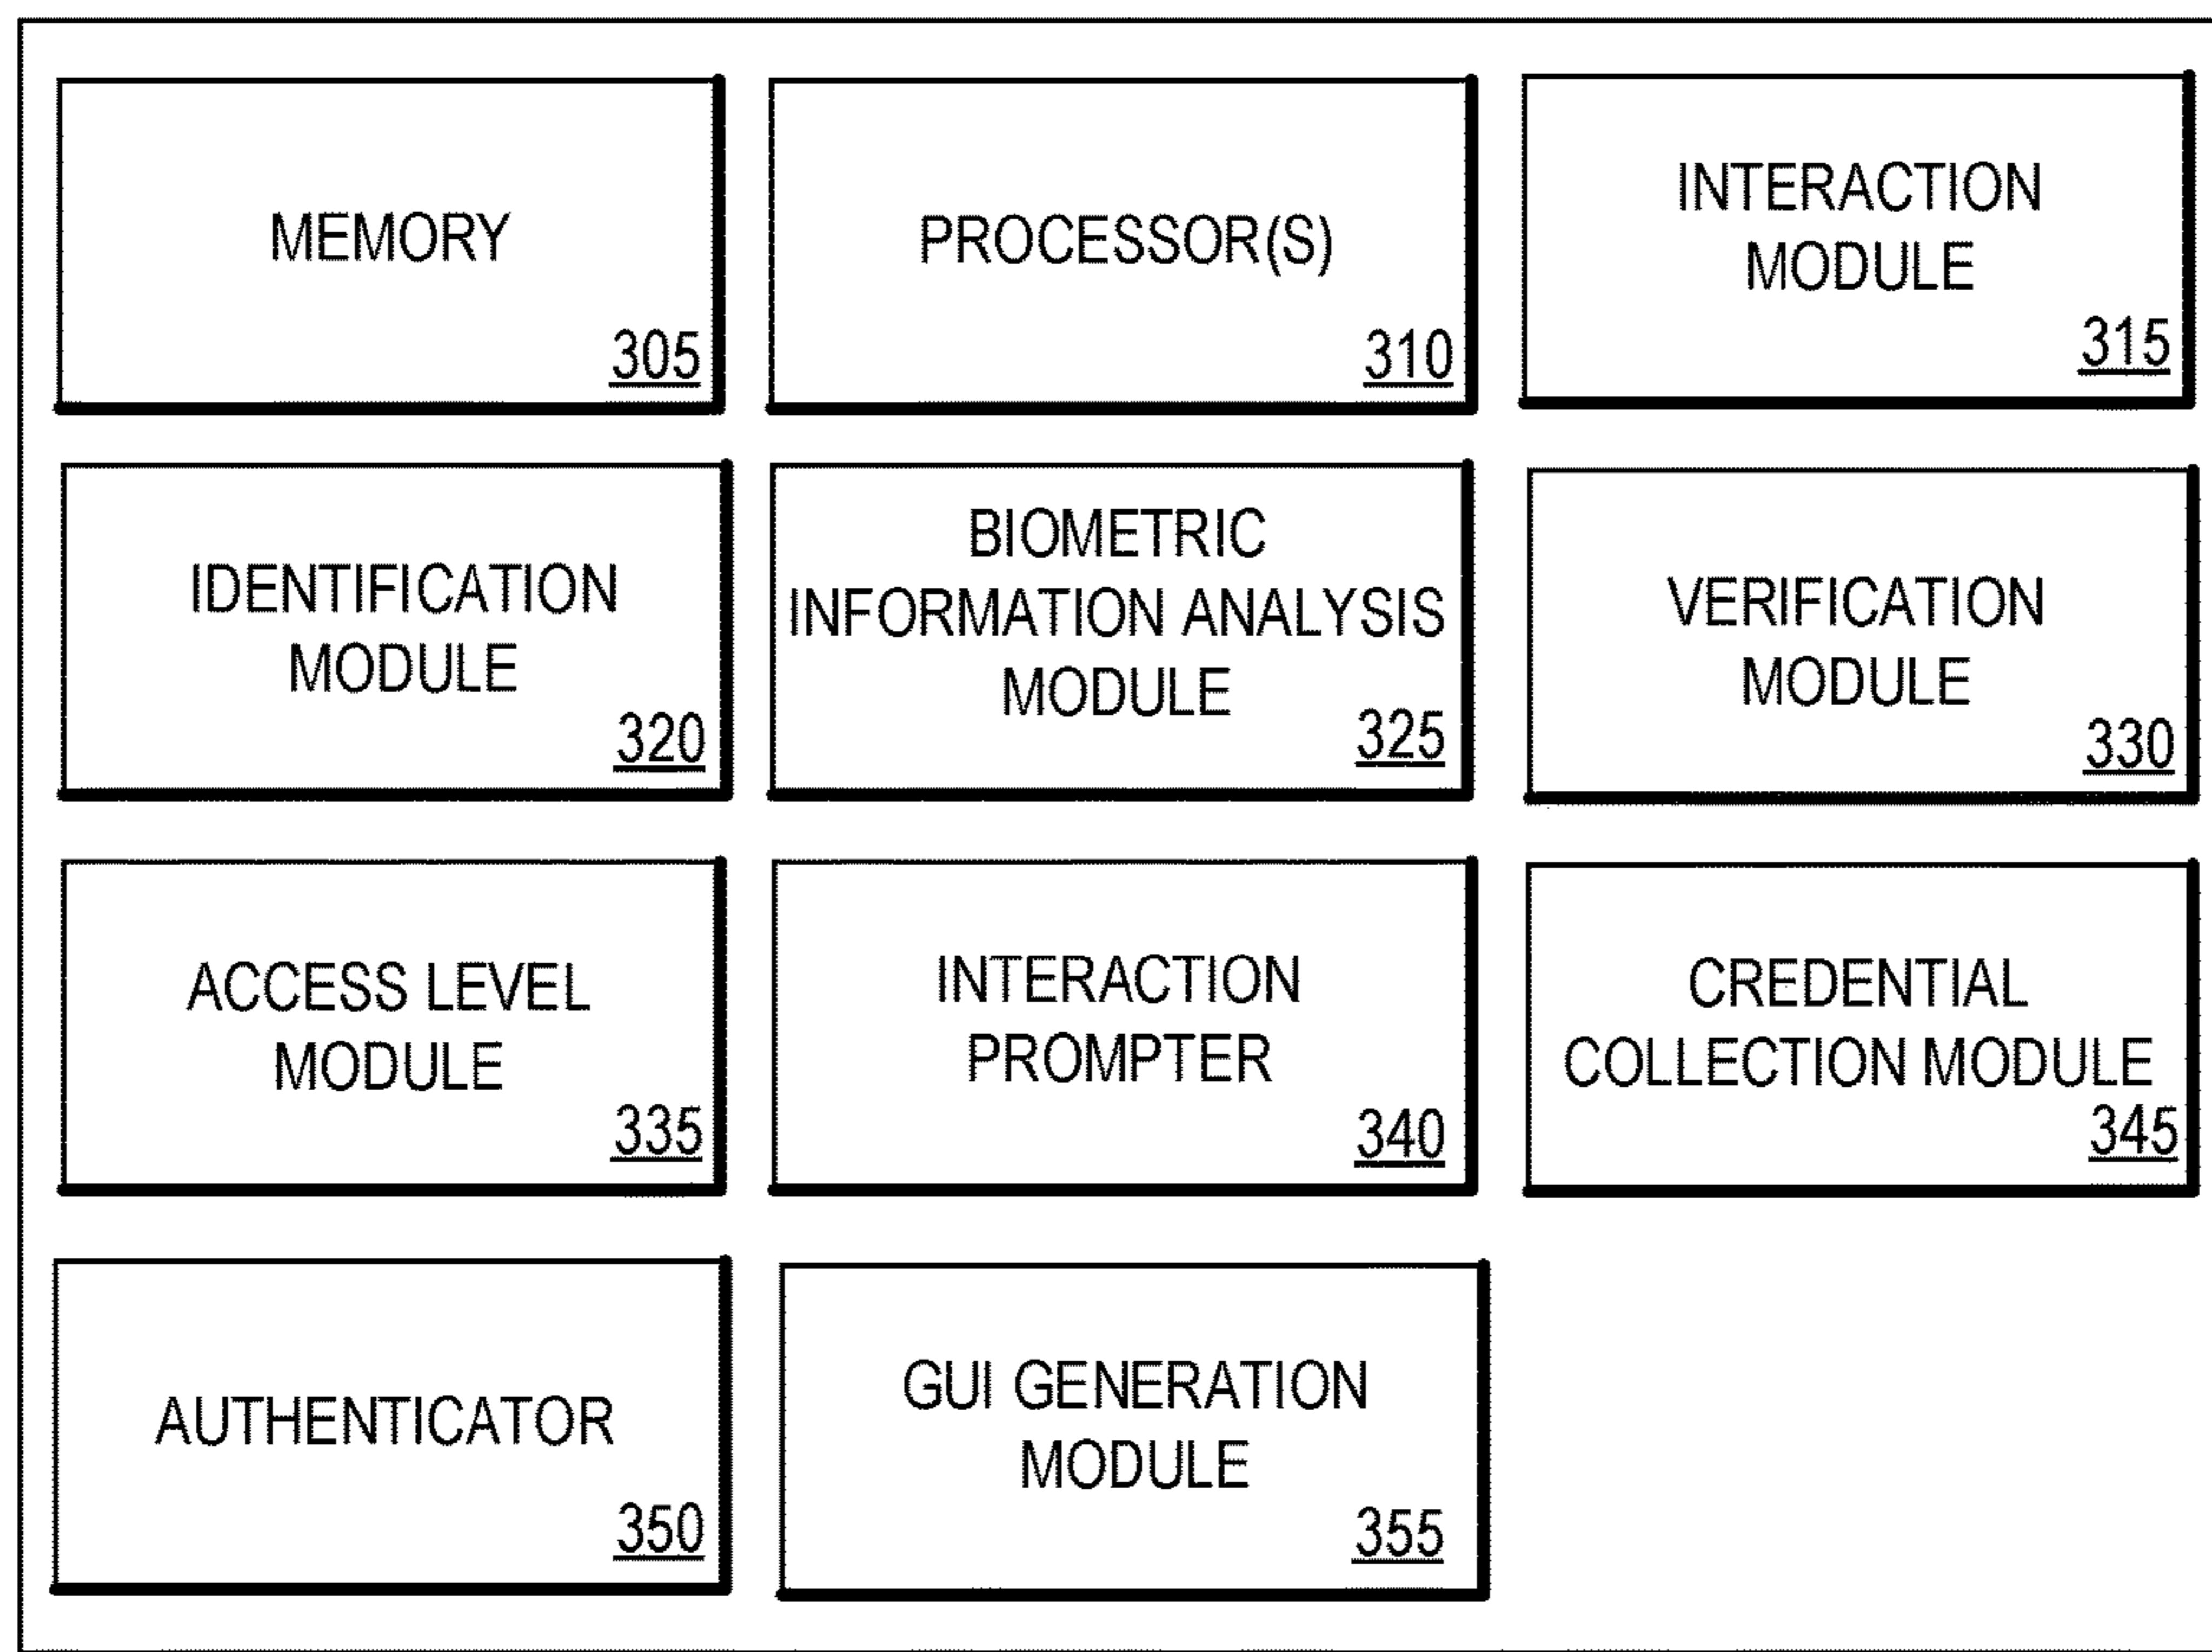 MEMORY
305
PROCESSOR(S)
310
INTERACTION
MODULE
315
IDENTIFICATION
MODULE
320
BIOMETRIC
INFORMATION ANALYSIS
MODULE
325
VERIFICATION
MODULE
330
ACCESS LEVEL
MODULE
335
INTERACTION
PROMPTER
340
CREDENTIAL
COLLECTION MODULE
345
AUTHENTICATOR
350
GUI GENERATION
MODULE
355